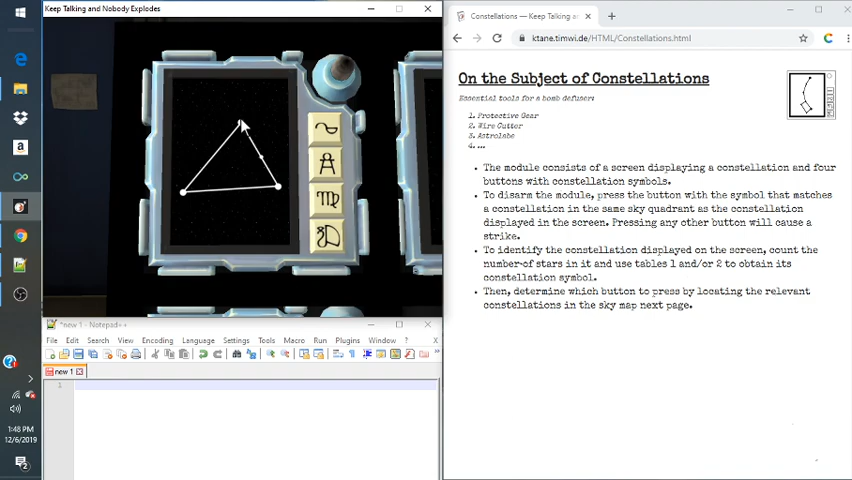 Keep Talking and Nobody Explodes
Constellations — Keep Talking an
ktane.timwi.de/HTML/Constellations.html
On the Subject of Constellations
Essential tools for a bomb defuser:
1. Protective Gear
2. Wire Cutter
3. Astrolabe
4. ...
The module consists of a screen displaying a constellation and four
buttons with constellation symbols.
To disarm the module, press the button with the symbol that matches
a constellation in the same sky quadrant as the constellation
displayed in the screen. Pressing any other button will cause a
strike.
To identify the constellation displayed on the screen, count the
number of stars in it and use tables 1 and/or 2 to obtain its
constellation symbol.
Then, determine which button to press by locating the relevant
constellations in the sky map next page.
*new 1 - Notepad++
Edit Search View Encoding Language Settings Tools Macro Run Plugins Window ?
new 1
1
1:48 PM
12/6/2019
2